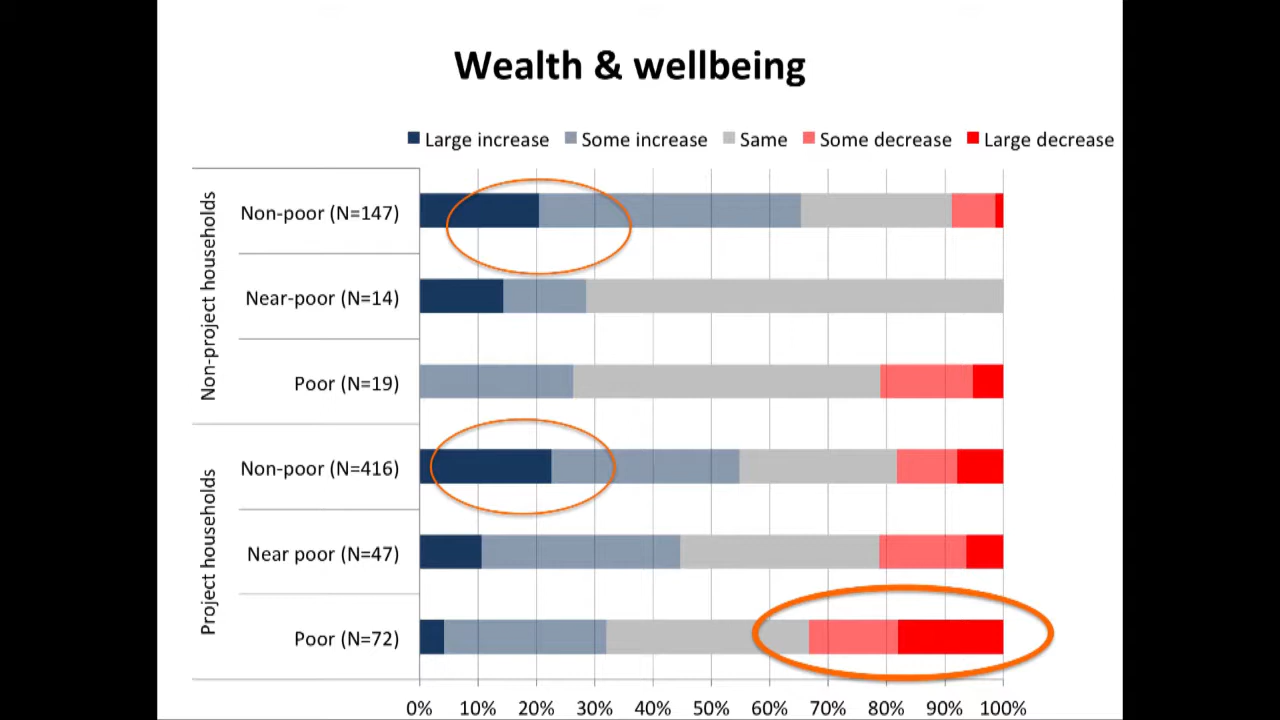 Wealth & wellbeing
Large increase Some increase Same Some decrease Large decrease
Non-project households
Non-poor (N=147)
Near-poor (N=14)
Poor (N=19)
Project households
Non-poor (N=416)
Near poor (N=47)
Poor (N=72)
0% 10% 20% 30% 40% 50% 60% 70% 80% 90% 100%